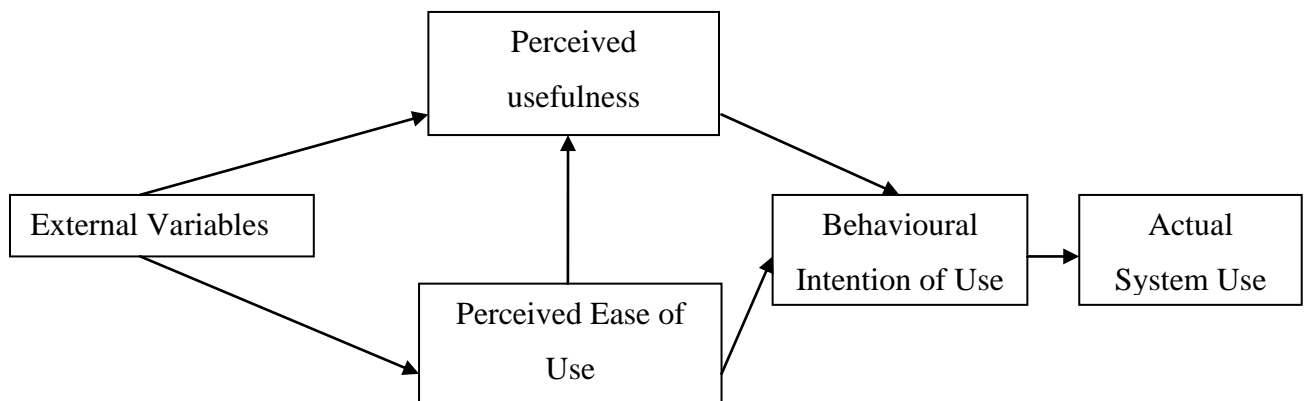 Perceived
usefulness
External Variables
Behavioural
Intention of Use
Actual
System Use
Perceived Ease of
Use